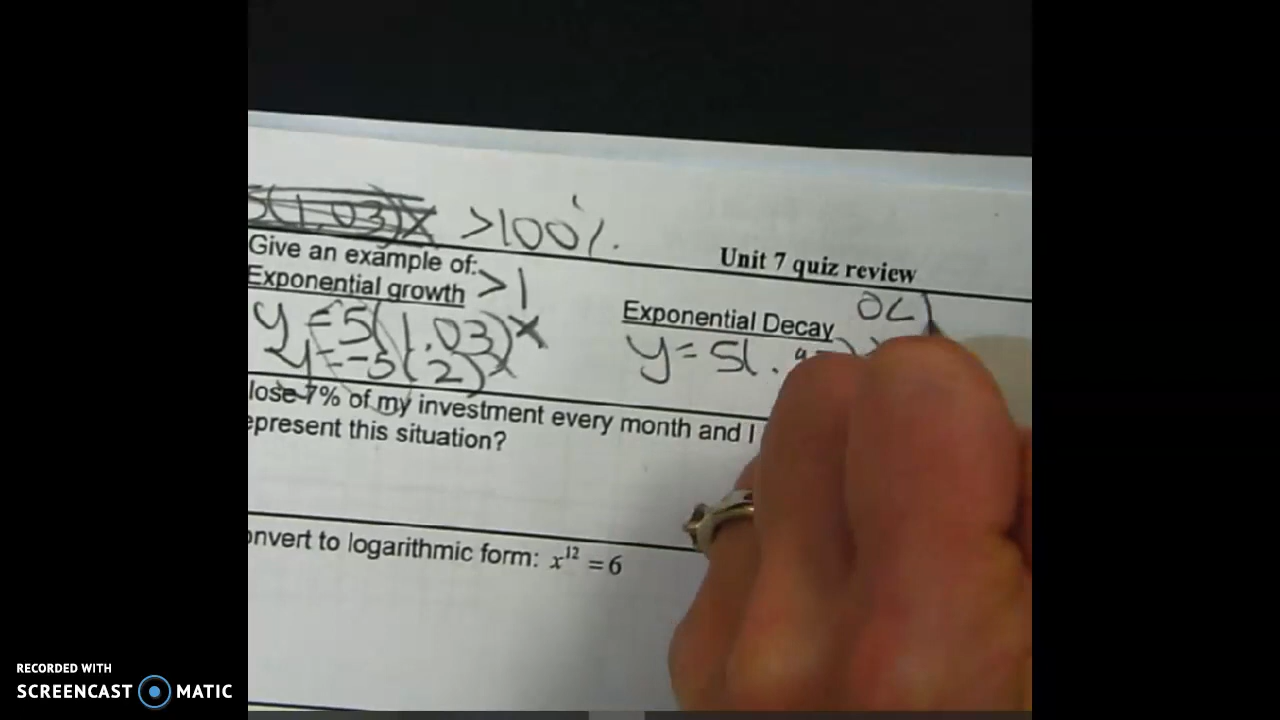 5(1.03)x >100%.
Unit 7 quiz review
Give an example of:
Exponential growth >1
y=5(1.03)^x
y=-5(2)^x
Exponential Decay 0<
y=5(.9
lose 7% of my investment every month and I
epresent this situation?
onvert to logarithmic form: x^12 = 6
RECORDED WITH
SCREENCAST MATIC